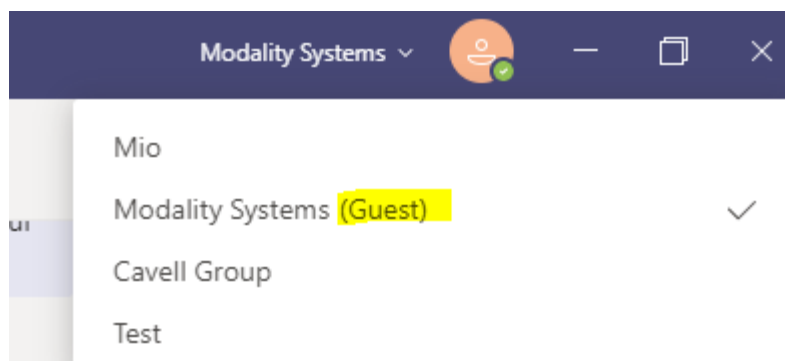 Modality Systems
Mio
Modality Systems (Guest)
Cavell Group
Test